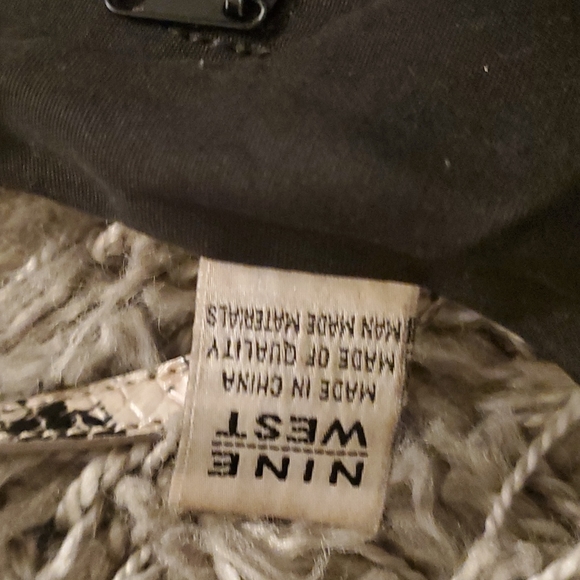 NINE
WEST
MADE IN CHINA
MADE OF QUALITY
MAN MADE MATERIALS